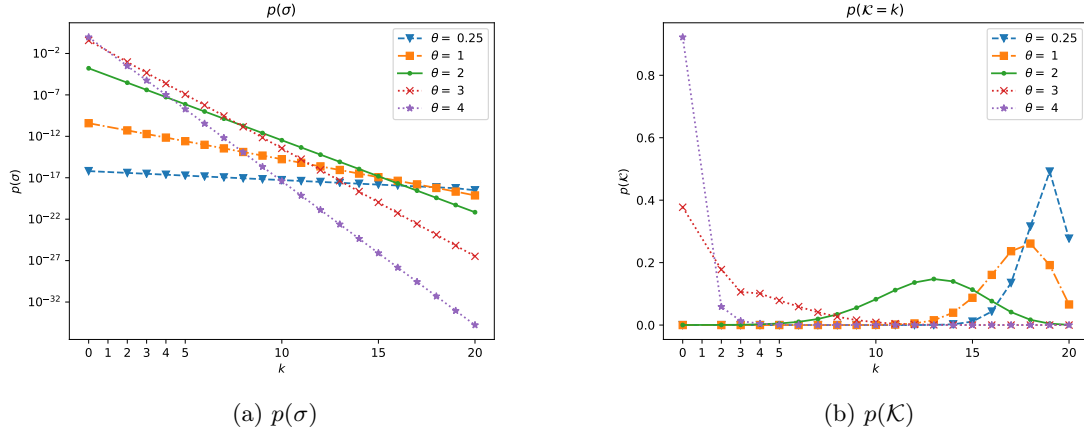 p(σ)
p(σ)
10⁻²
10⁻⁷
10⁻¹²
10⁻¹⁷
10⁻²²
10⁻²⁷
10⁻³²
0 1 2 3 4 5 10 15 20
k
θ = 0.25
θ = 1
θ = 2
θ = 3
θ = 4
(a) p(σ)
p(𝒦 = k)
p(𝒦)
0.8
0.6
0.4
0.2
0.0
0 1 2 3 4 5 10 15 20
k
θ = 0.25
θ = 1
θ = 2
θ = 3
θ = 4
(b) p(𝒦)